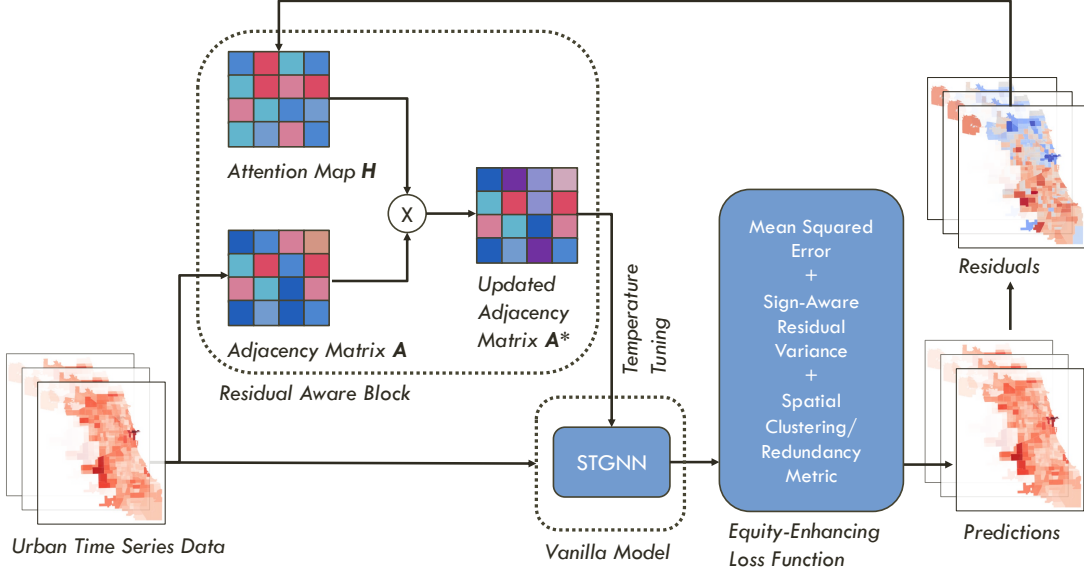 Attention Map H
X
Adjacency Matrix A
Updated
Adjacency
Matrix A*
Residual Aware Block
Temperature
Tuning
Urban Time Series Data
STGNN
Vanilla Model
Mean Squared
Error
+
Sign-Aware
Residual
Variance
+
Spatial
Clustering/
Redundancy
Metric
Equity-Enhancing
Loss Function
Residuals
Predictions